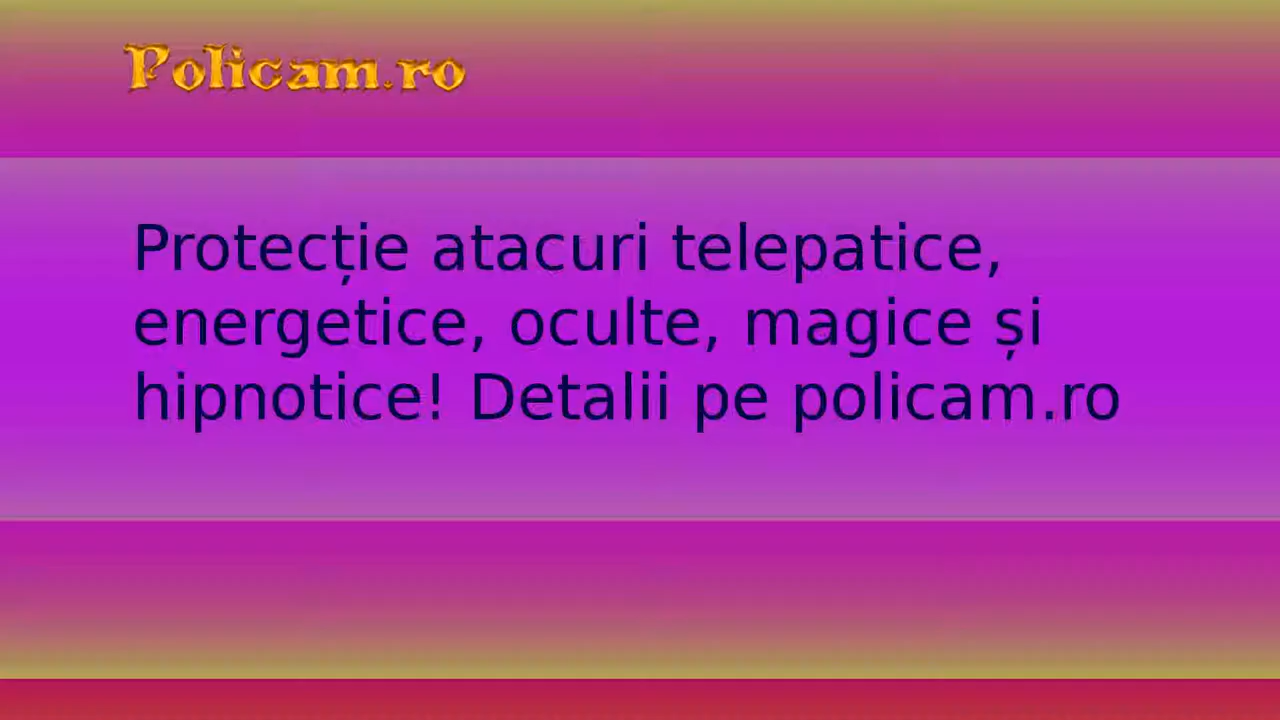 Policam.ro
Protecție atacuri telepatice,
energetice, oculte, magice și
hipnotice! Detalii pe policam.ro